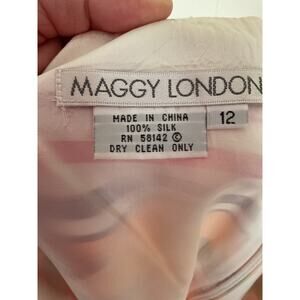 MAGGY LONDON
MADE IN CHINA
100% SILK
RN 58142 ©
DRY CLEAN ONLY
12